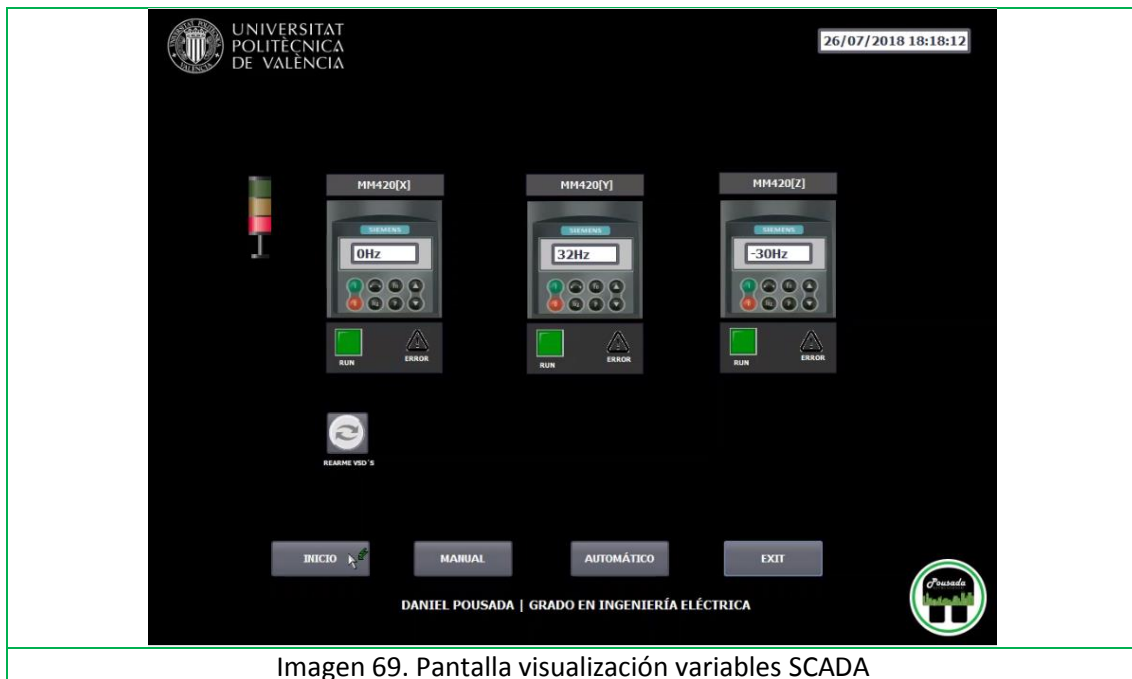 UNIVERSITAT
POLITÈCNICA
DE VALÈNCIA
26/07/2018 18:18:12
MM420[X]
MM420[Y]
MM420[Z]
SIEMENS
SIEMENS
SIEMENS
0Hz
32Hz
-30Hz
RUN
ERROR
RUN
ERROR
RUN
ERROR
REARME VSD´S
INICIO
MANUAL
AUTOMÁTICO
EXIT
Pousada
DANIEL POUSADA | GRADO EN INGENIERÍA ELÉCTRICA
Imagen 69. Pantalla visualización variables SCADA